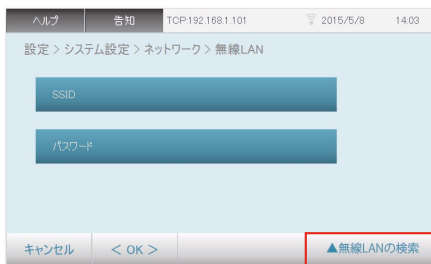 ヘルプ 告知 TCP:192.168.1.101 2015/5/8 14:03
設定 > システム設定 > ネットワーク > 無線LAN
SSID
パスワード
キャンセル < OK > ▲無線LANの検索